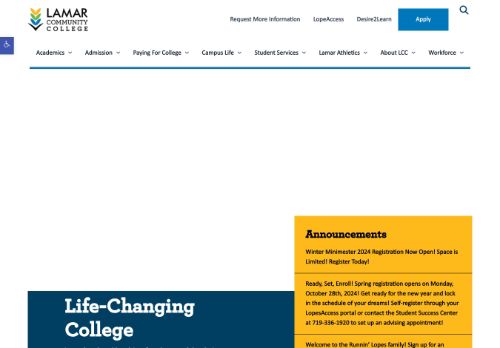 LAMAR
COMMUNITY
COLLEGE
Request More Information LopeAccess Desire2Learn Apply
Academics Admission Paying For College Campus Life Student Services Lamar Athletics About LCC Workforce
Announcements
Winter Minimester 2024 Registration Now Open! Space is
Limited! Register Today!
Ready, Set, Enroll! Spring registration opens on Monday,
October 28th, 2024! Get ready for the new year and lock
in the schedule of your dreams! Self-register through your
LopesAccess portal or contact the Student Success Center
at 719-336-1920 to set up an advising appointment!
Welcome to the Runnin' Lopes family! Sign up for an
Life-Changing
College